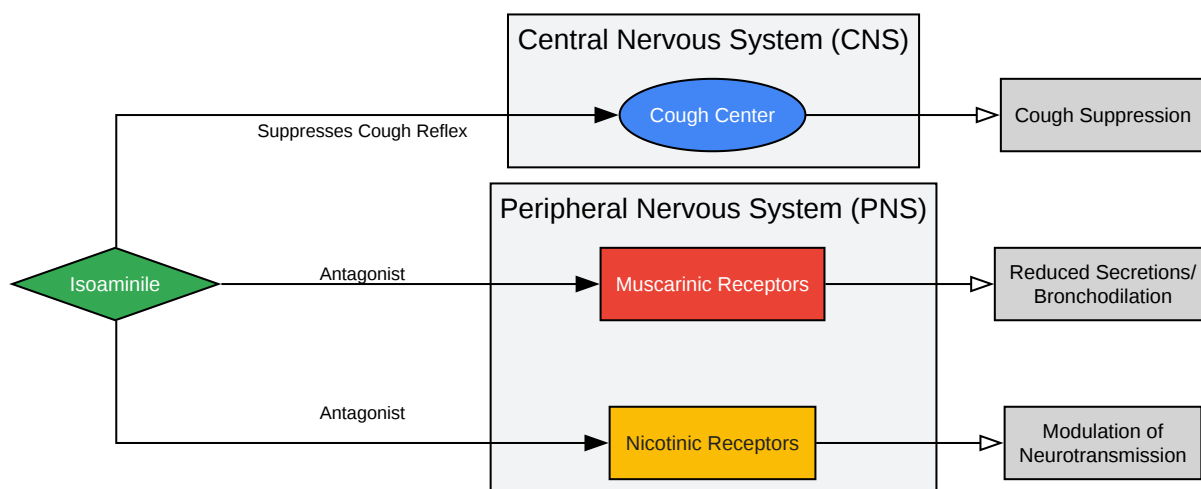 Central Nervous System (CNS)
Cough Center
Cough Suppression
Suppresses Cough Reflex
Peripheral Nervous System (PNS)
Isoaminile
Antagonist
Muscarinic Receptors
Reduced Secretions/
Bronchodilation
Antagonist
Nicotinic Receptors
Modulation of
Neurotransmission